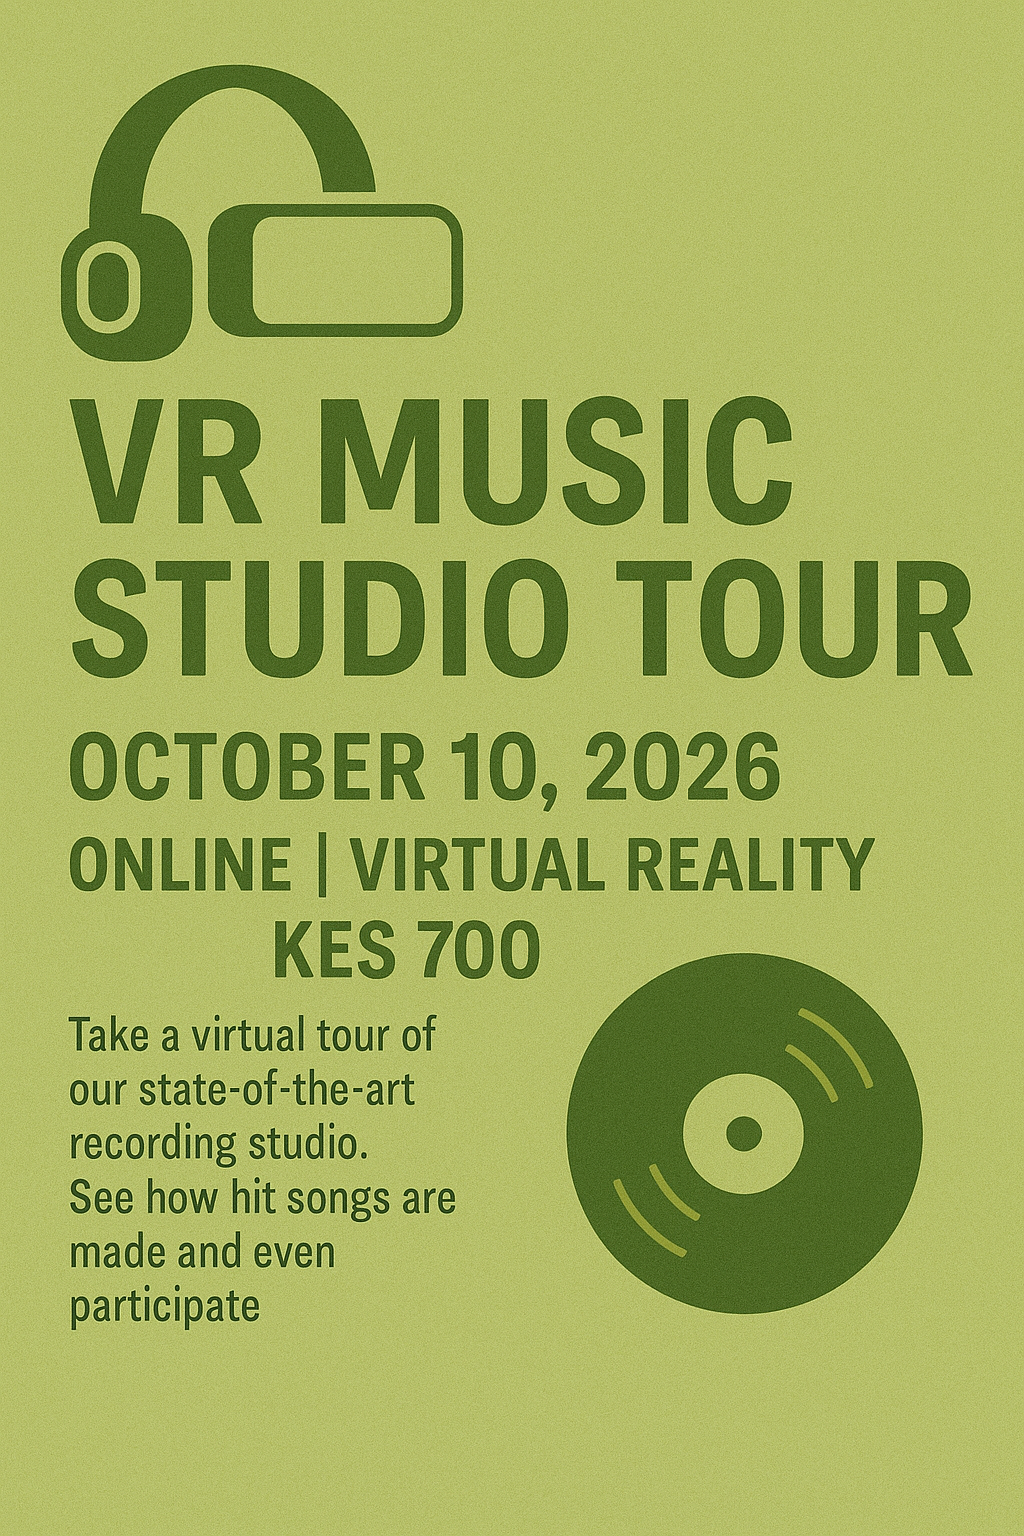 VR MUSIC
STUDIO TOUR
OCTOBER 10, 2026
ONLINE | VIRTUAL REALITY
KES 700
Take a virtual tour of
our state-of-the-art
recording studio.
See how hit songs are
made and even
participate